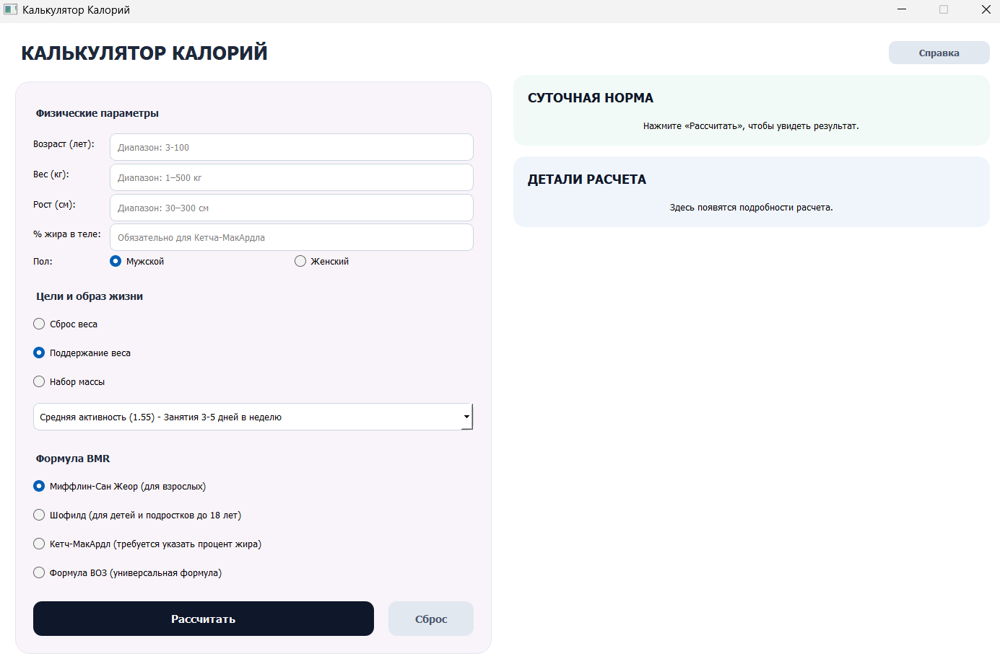 Калькулятор Калорий
КАЛЬКУЛЯТОР КАЛОРИЙ
Справка
Физические параметры
Возраст (лет):
Диапазон: 3-100
Вес (кг):
Диапазон: 1–500 кг
Рост (см):
Диапазон: 30–300 см
% жира в теле:
Обязательно для Кетча-МакАрдла
Пол:
Мужской
Женский
Цели и образ жизни
Сброс веса
Поддержание веса
Набор массы
Средняя активность (1.55) - Занятия 3-5 дней в неделю
Формула BMR
Миффлин-Сан Жеор (для взрослых)
Шофилд (для детей и подростков до 18 лет)
Кетч-МакАрдл (требуется указать процент жира)
Формула ВОЗ (универсальная формула)
Рассчитать
Сброс
СУТОЧНАЯ НОРМА
Нажмите «Рассчитать», чтобы увидеть результат.
ДЕТАЛИ РАСЧЕТА
Здесь появятся подробности расчета.